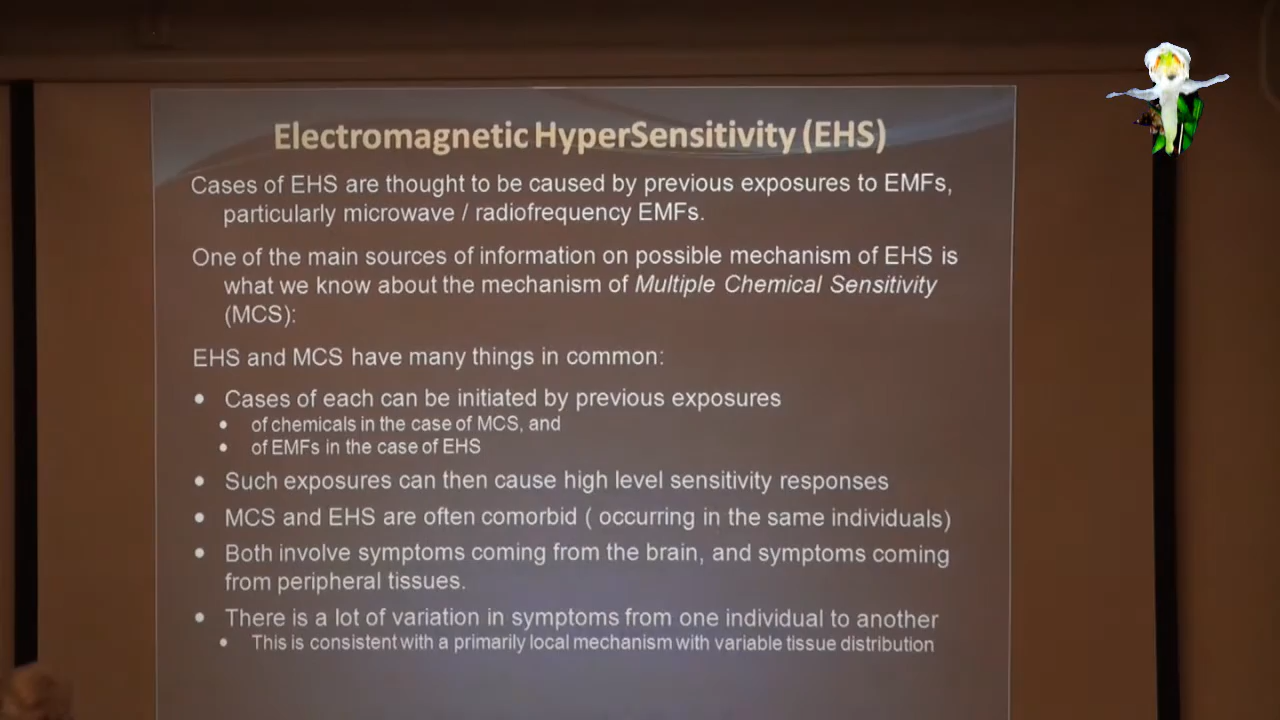 Electromagnetic HyperSensitivity (EHS)
Cases of EHS are thought to be caused by previous exposures to EMFs,
particularly microwave / radiofrequency EMFs.
One of the main sources of information on possible mechanism of EHS is
what we know about the mechanism of Multiple Chemical Sensitivity
(MCS):
EHS and MCS have many things in common:
• Cases of each can be initiated by previous exposures
• of chemicals in the case of MCS, and
• of EMFs in the case of EHS
• Such exposures can then cause high level sensitivity responses
• MCS and EHS are often comorbid ( occurring in the same individuals)
• Both involve symptoms coming from the brain, and symptoms coming
from peripheral tissues.
• There is a lot of variation in symptoms from one individual to another
• This is consistent with a primarily local mechanism with variable tissue distribution